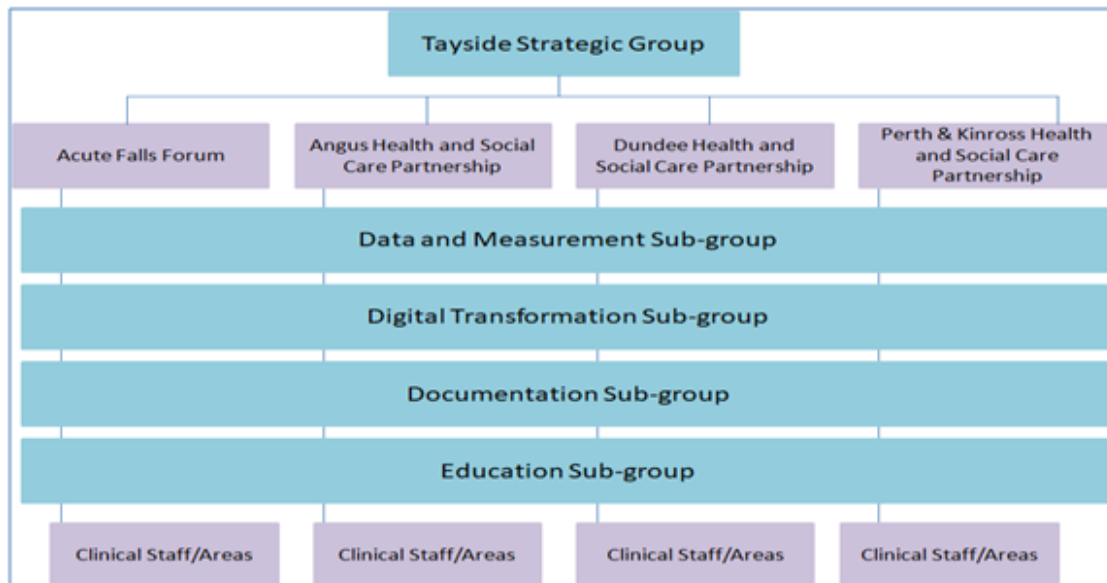 Tayside Strategic Group
Acute Falls Forum
Angus Health and Social
Care Partnership
Dundee Health and
Social Care Partnership
Perth & Kinross Health
and Social Care
Partnership
Data and Measurement Sub-group
Digital Transformation Sub-group
Documentation Sub-group
Education Sub-group
Clinical Staff/Areas
Clinical Staff/Areas
Clinical Staff/Areas
Clinical Staff/Areas